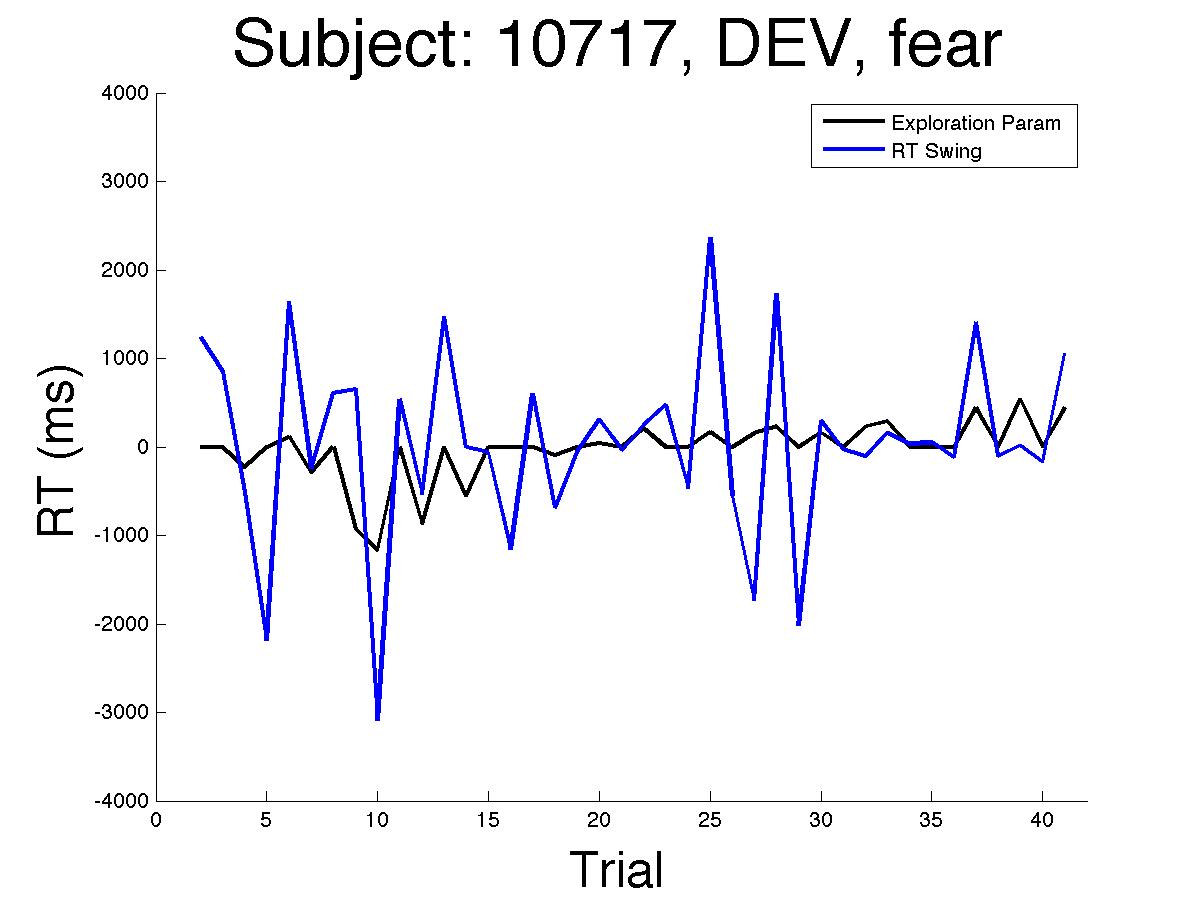 Subject: 10717, DEV, fear
Exploration Param
RT Swing
4000
3000
2000
1000
0
-1000
-2000
-3000
-4000
RT (ms)
0 5 10 15 20 25 30 35 40
Trial